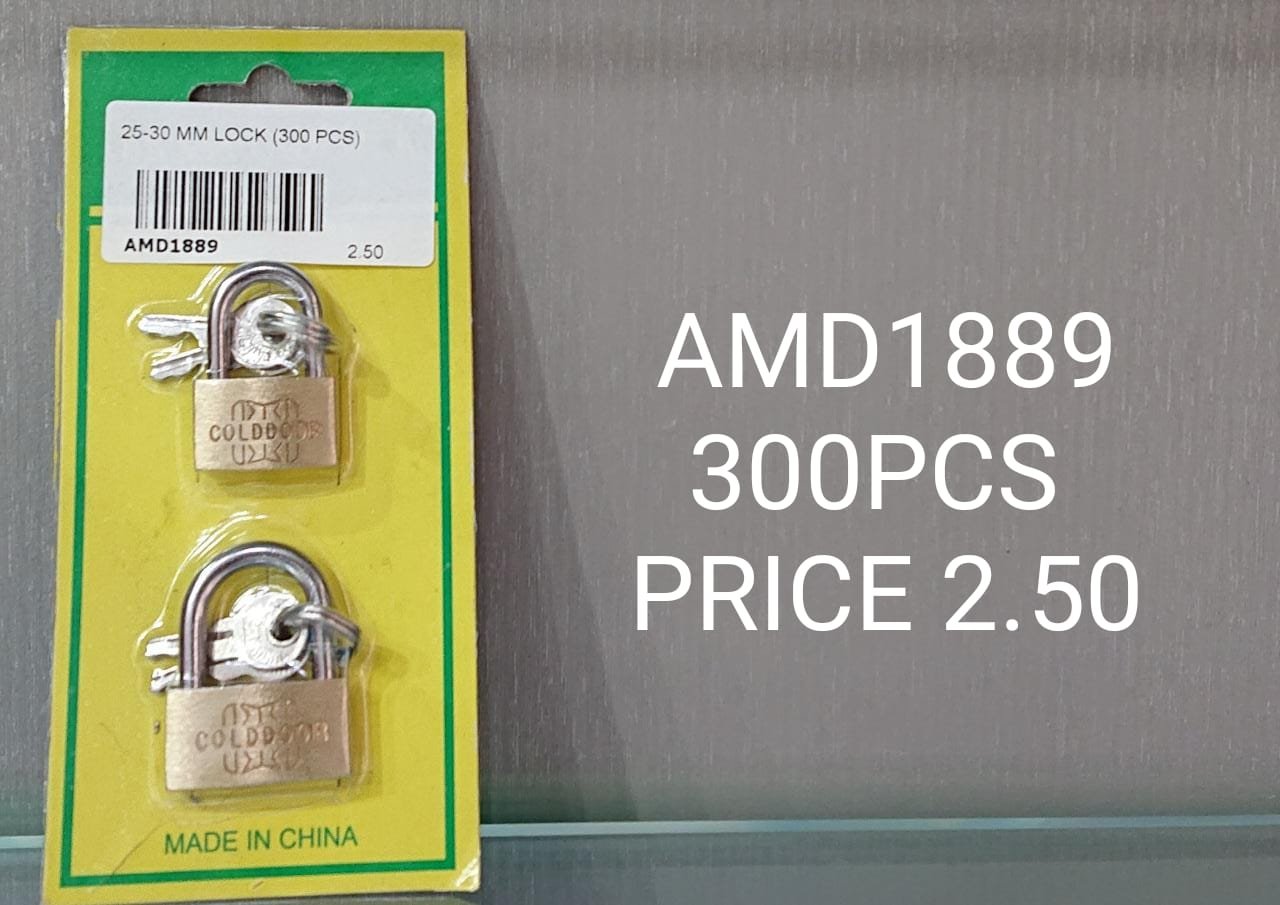 25-30 MM LOCK (300 PCS)
AMD1889 2.50
COLDDOOR
COLDDOOR
MADE IN CHINA
AMD1889
300PCS
PRICE 2.50